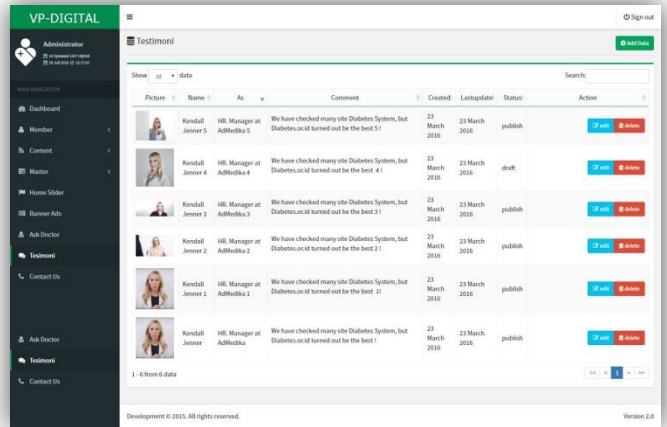 VP-DIGITAL
Sign out
Administrator
MAIN NAVIGATION
Dashboard
Member
Content
Master
Home Slider
Banner Ads
Ask Doctor
Tesimoni
Contact Us
Ask Doctor
Tesimoni
Contact Us
Testimoni
Add Data
Show 10 data
Search:
Picture Name As Comment Created Lastupdate Status Action
Kendall Jenner 5 HR. Manager at AdMedika 5 We have checked many site Diabetes System, but Diabetes.or.id turned out be the best 5 ! 23 March 2016 23 March 2016 publish edit delete
Kendall Jenner 4 HR. Manager at AdMedika 4 We have checked many site Diabetes System, but Diabetes.or.id turned out be the best 4 ! 23 March 2016 23 March 2016 draft edit delete
Kendall Jenner 3 HR. Manager at AdMedika 3 We have checked many site Diabetes System, but Diabetes.or.id turned out be the best 3 ! 23 March 2016 23 March 2016 publish edit delete
Kendall Jenner 2 HR. Manager at AdMedika 2 We have checked many site Diabetes System, but Diabetes.or.id turned out be the best 2 ! 23 March 2016 23 March 2016 publish edit delete
Kendall Jenner 1 HR. Manager at AdMedika 1 We have checked many site Diabetes System, but Diabetes.or.id turned out be the best 1! 23 March 2016 23 March 2016 publish edit delete
Kendall Jenner HR. Manager at AdMedika We have checked many site Diabetes System, but Diabetes.or.id turned out be the best ! 23 March 2016 23 March 2016 publish edit delete
1 - 6 from 6 data
<< < 1 > >>
Development © 2015. All rights reserved.
Version 2.0